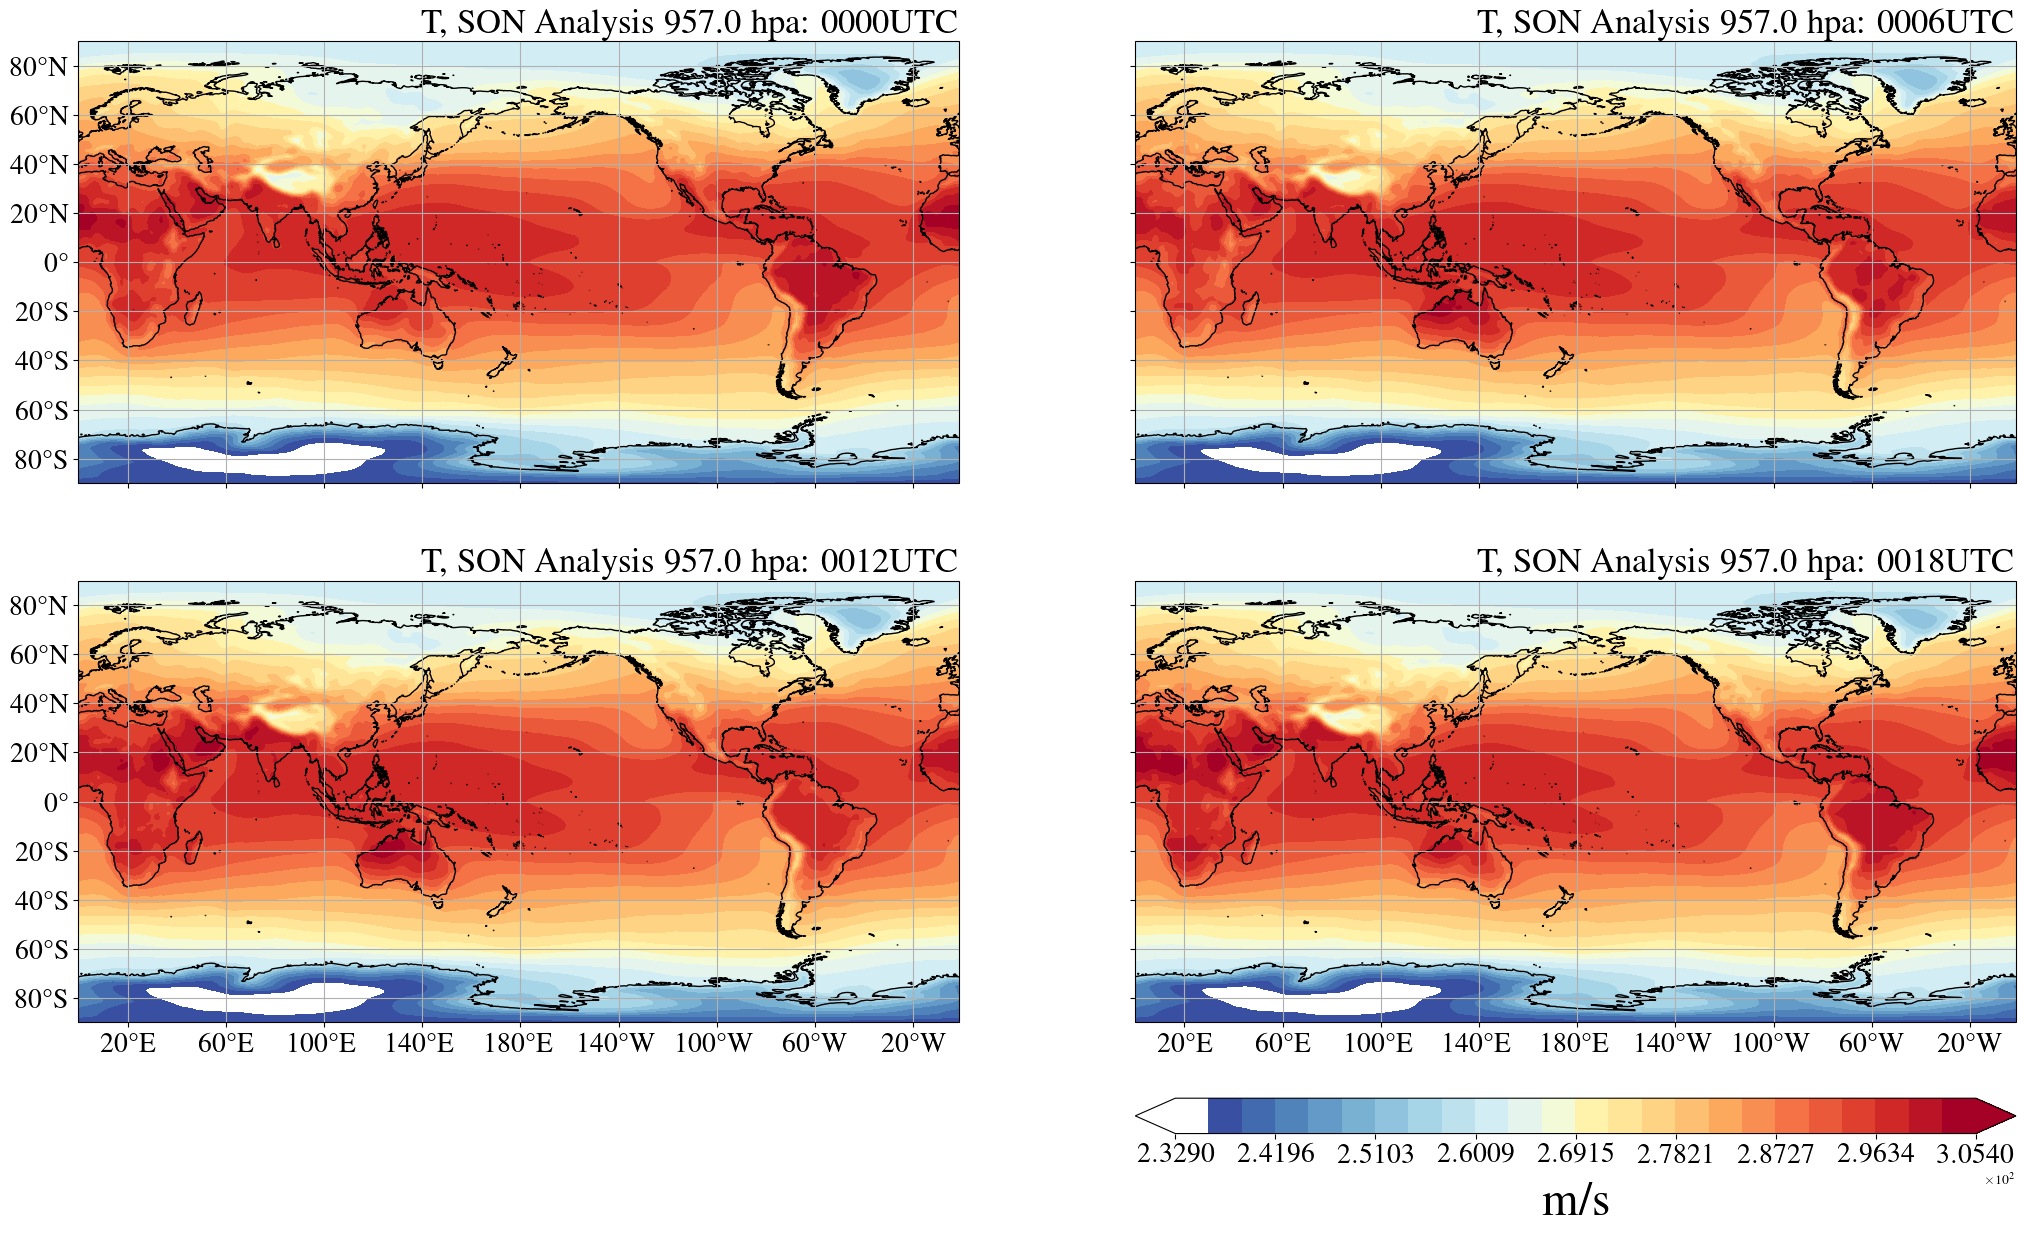 T, SON Analysis 957.0 hpa: 0000UTC
T, SON Analysis 957.0 hpa: 0006UTC
80°N
60°N
40°N
20°N
0°
20°S
40°S
60°S
80°S
T, SON Analysis 957.0 hpa: 0012UTC
T, SON Analysis 957.0 hpa: 0018UTC
80°N
60°N
40°N
20°N
0°
20°S
40°S
60°S
80°S
20°E 60°E 100°E 140°E 180°E 140°W 100°W 60°W 20°W
20°E 60°E 100°E 140°E 180°E 140°W 100°W 60°W 20°W
2.3290 2.4196 2.5103 2.6009 2.6915 2.7821 2.8727 2.9634 3.0540
×10²
m/s